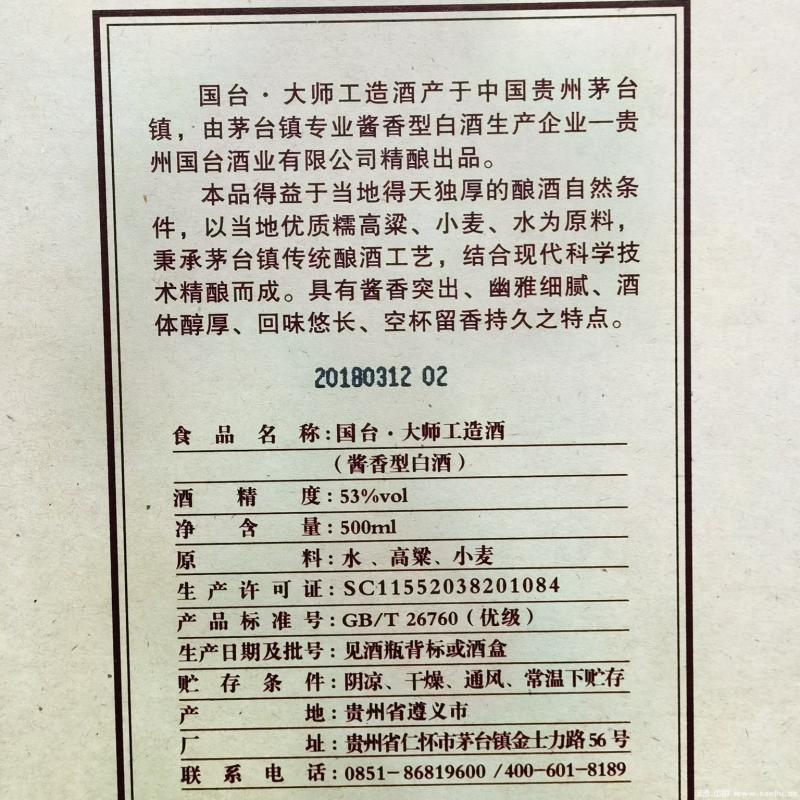 国台·大师工造酒产于中国贵州茅台
镇，由茅台镇专业酱香型白酒生产企业—贵
州国台酒业有限公司精酿出品。
本品得益于当地得天独厚的酿酒自然条
件，以当地优质糯高粱、小麦、水为原料，
秉承茅台镇传统酿酒工艺，结合现代科学技
术精酿而成。具有酱香突出、幽雅细腻、酒
体醇厚、回味悠长、空杯留香持久之特点。
20180312 02
食品名称：国台·大师工造酒
（酱香型白酒）
酒精度：53%vol
净含量：500ml
原料：水、高粱、小麦
生产许可证：SC11552038201084
产品标准号：GB/T 26760（优级）
生产日期及批号：见酒瓶背标或酒盒
贮存条件：阴凉、干燥、通风、常温下贮存
产地：贵州省遵义市
厂址：贵州省仁怀市茅台镇金士力路56号
联系电话：0851-86819600 /400-601-8189